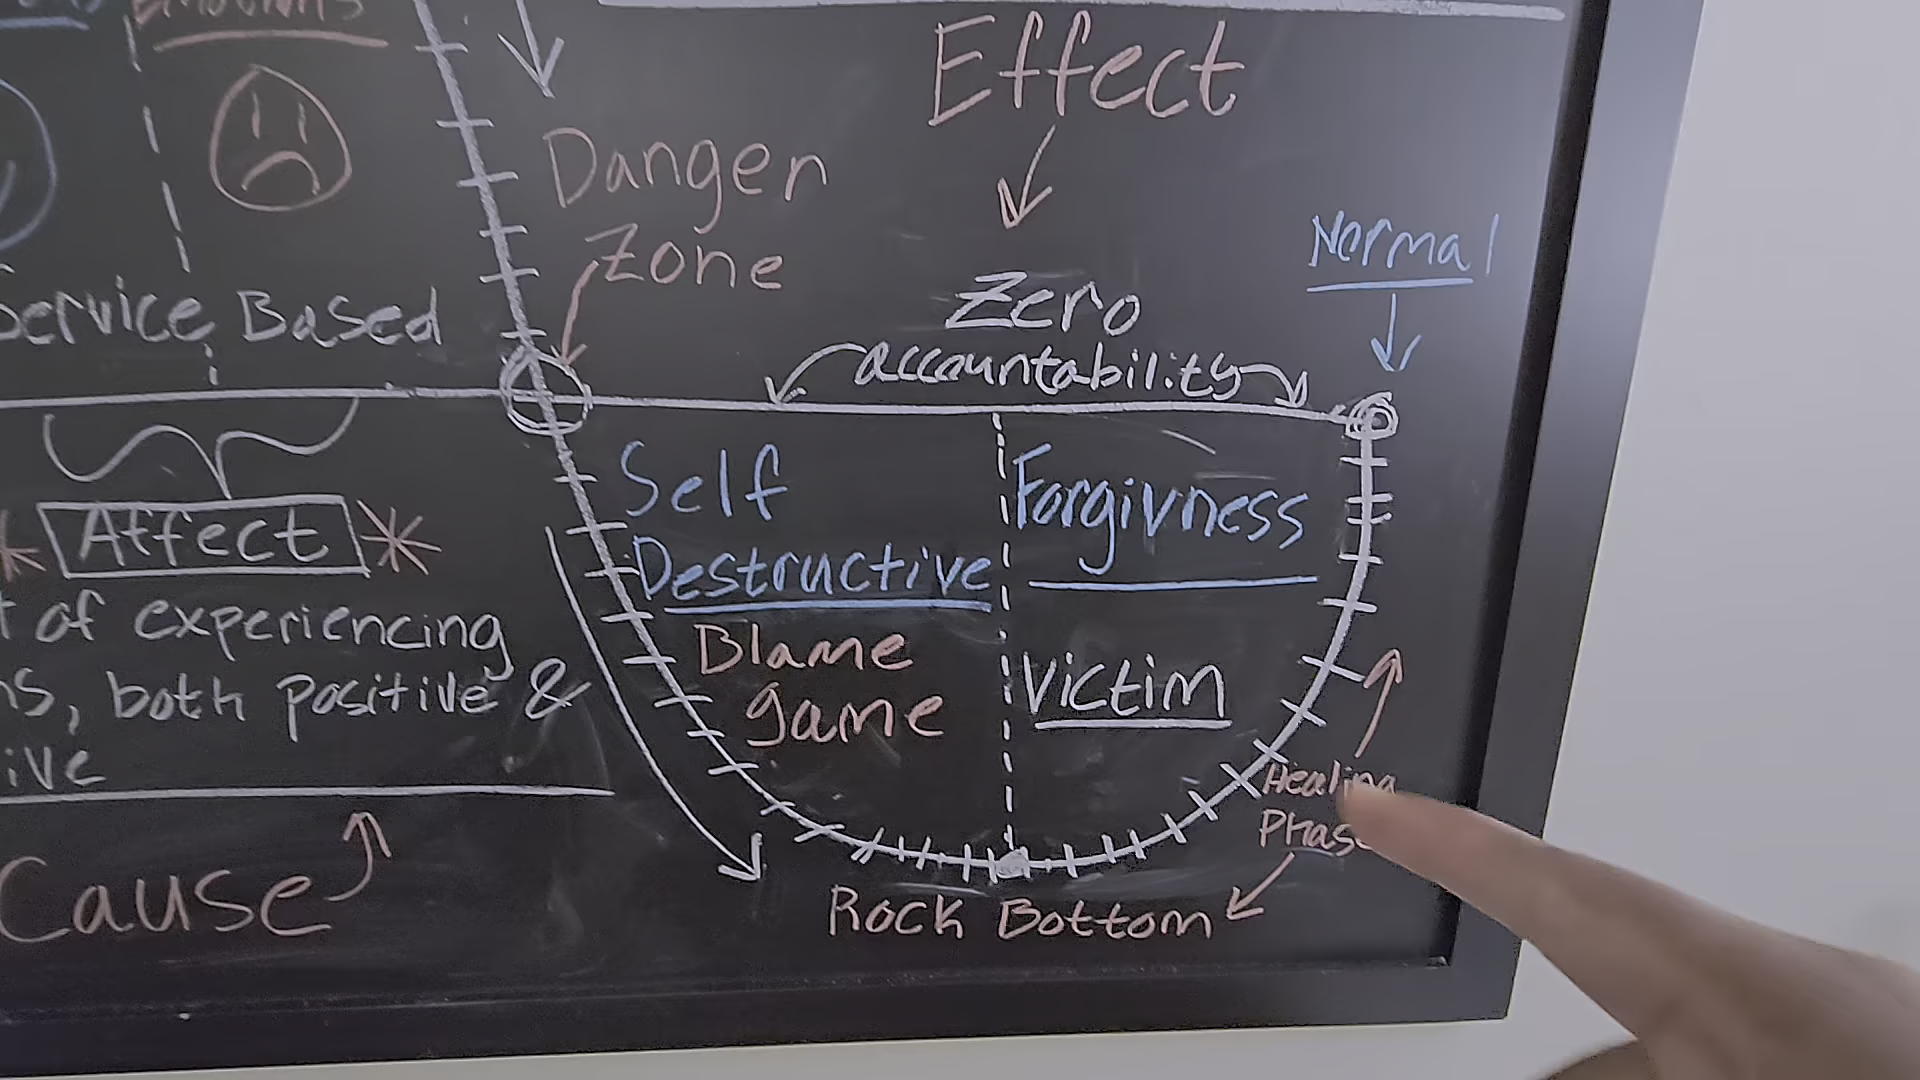 Emotions
Effect
Danger
Zone
Normal
Zero
accountability
Service Based
Self
Destructive
Forgivness
Affect
of experiencing
both positive &
Blame
game
Victim
Healing
Phase
Cause
Rock Bottom